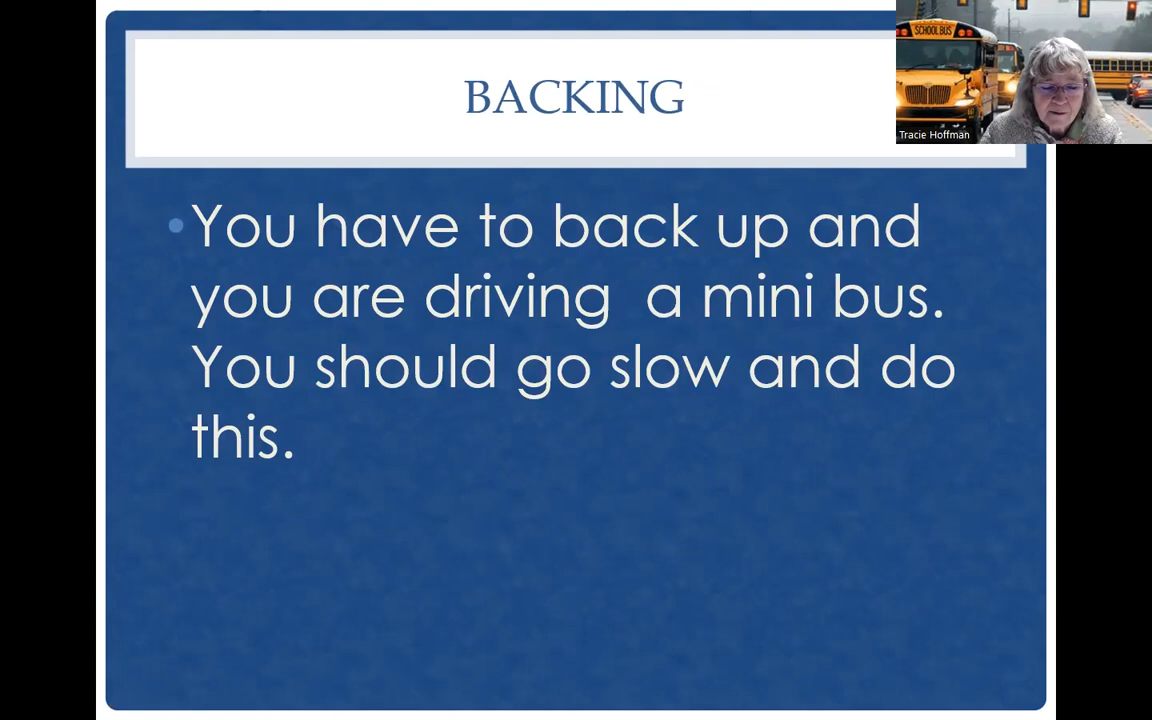 BACKING
SCHOOL BUS
Tracie Hoffman
You have to back up and
you are driving  a mini bus.
You should go slow and do
this.